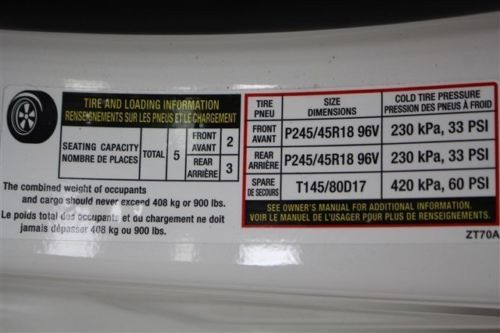 TIRE AND LOADING INFORMATION
RENSEIGNEMENTS SUR LES PNEUS ET LE CHARGEMENT
SEATING CAPACITY
NOMBRE DE PLACES
TOTAL 5
FRONT
AVANT 2
REAR
ARRIÈRE 3
The combined weight of occupants
and cargo should never exceed 408 kg or 900 lbs.
Le poids total des occupants et du chargement ne doit
jamais dépasser 408 kg ou 900 lbs.
TIRE
PNEU
SIZE
DIMENSIONS
COLD TIRE PRESSURE
PRESSION DES PNEUS À FROID
FRONT
AVANT
P245/45R18 96V
230 kPa, 33 PSI
REAR
ARRIÈRE
P245/45R18 96V
230 kPa, 33 PSI
SPARE
DE SECOURS
T145/80D17
420 kPa, 60 PSI
SEE OWNER'S MANUAL FOR ADDITIONAL INFORMATION.
VOIR LE MANUEL DE L'USAGER POUR PLUS DE RENSEIGNEMENTS.
ZT70A